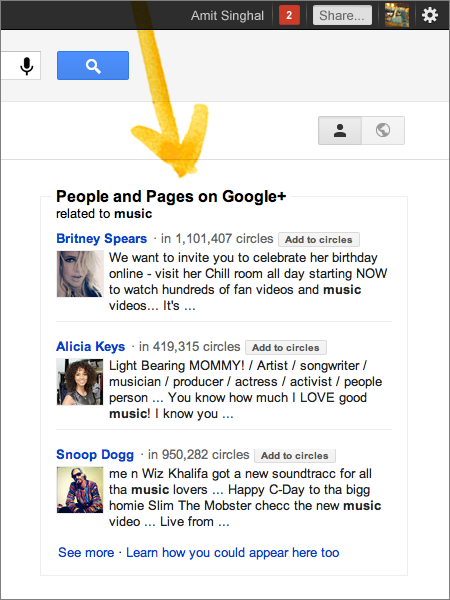 Amit Singhal 2 Share...
People and Pages on Google+
related to music
Britney Spears · in 1,101,407 circles Add to circles
We want to invite you to celebrate her birthday
online - visit her Chill room all day starting NOW
to watch hundreds of fan videos and music
videos... It's ...
Alicia Keys · in 419,315 circles Add to circles
Light Bearing MOMMY! / Artist / songwriter /
musician / producer / actress / activist / people
person ... You know how much I LOVE good
music! I know you ...
Snoop Dogg · in 950,282 circles Add to circles
me n Wiz Khalifa got a new soundtracc for all
tha music lovers ... Happy C-Day to tha bigg
homie Slim The Mobster checc the new music
video ... Live from ...
See more · Learn how you could appear here too